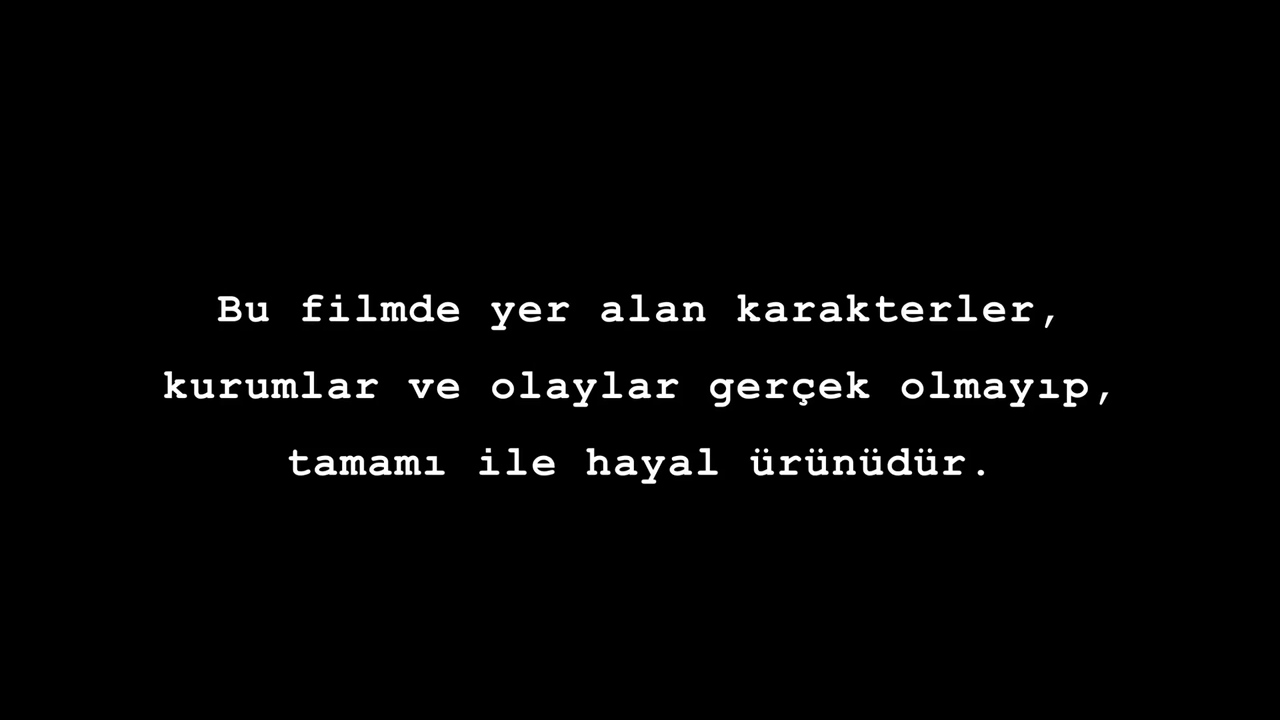 Bu filmde yer alan karakterler,
kurumlar ve olaylar gerçek olmayıp,
tamamı ile hayal ürünüdür.